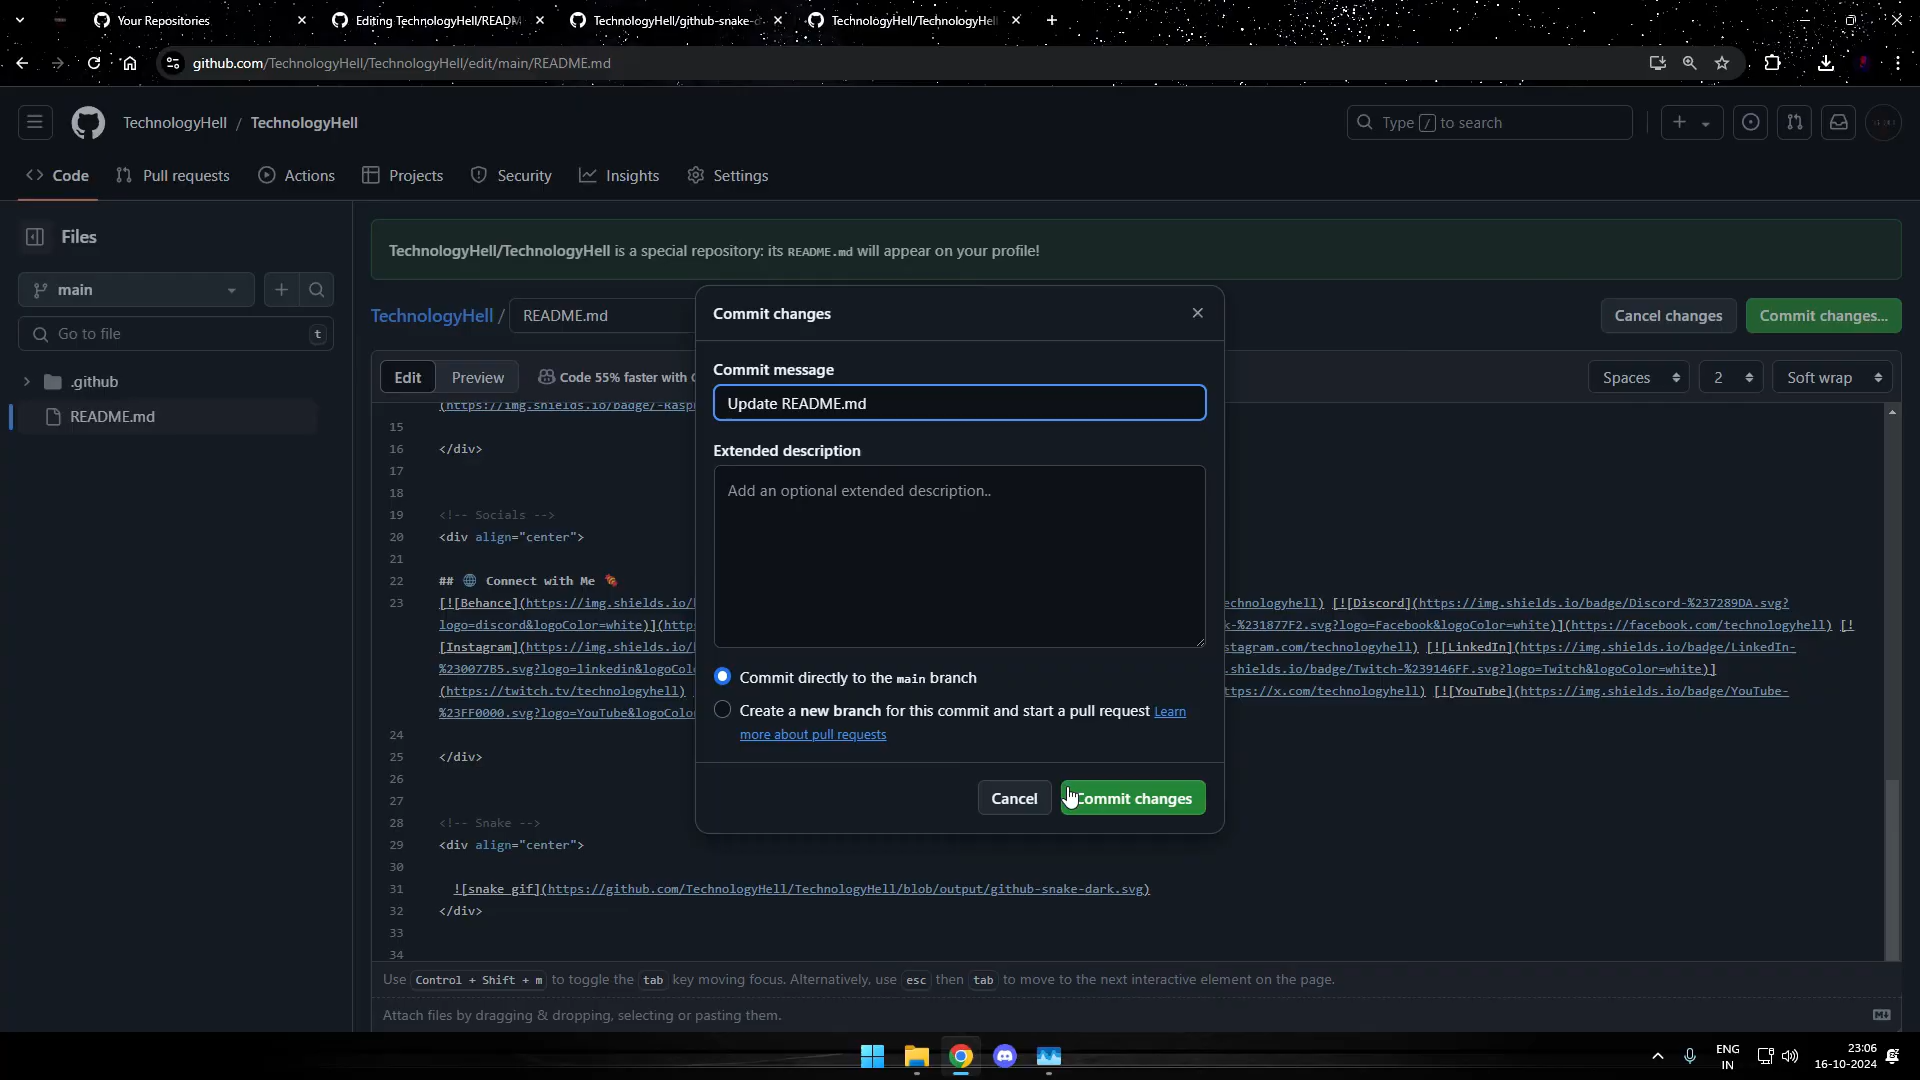 Your Repositories
Editing TechnologyHell/READM
TechnologyHell/github-snake-
TechnologyHell/TechnologyHell
github.com/TechnologyHell/TechnologyHell/edit/main/README.md
TechnologyHell / TechnologyHell
Type / to search
Code Pull requests Actions Projects Security Insights Settings
Files
TechnologyHell/TechnologyHell is a special repository: its README.md will appear on your profile!
main
TechnologyHell / README.md
Cancel changes Commit changes...
Go to file t
.github
README.md
Edit Preview Code 55% faster with
Spaces 2 Soft wrap
(https://img.shields.io/badge/-Rasp
15
16 </div>
17
18
19 <!-- Socials -->
20 <div align="center">
21
22 ## 🌐 Connect with Me
23 [![Behance](https://img.shields.io/ echnologyhell) [![Discord](https://img.shields.io/badge/Discord-%237289DA.svg?
logo=discord&logoColor=white)](http k-%231877F2.svg?logo=Facebook&logoColor=white)](https://facebook.com/technologyhell) [!
[Instagram](https://img.shields.io/ stagram.com/technologyhell) [![LinkedIn](https://img.shields.io/badge/LinkedIn-
%230077B5.svg?logo=linkedin&logoColo .shields.io/badge/Twitch-%239146FF.svg?logo=Twitch&logoColor=white)]
(https://twitch.tv/technologyhell) ttps://x.com/technologyhell) [![YouTube](https://img.shields.io/badge/YouTube-
%23FF0000.svg?logo=YouTube&logoColo
24
25 </div>
26
27
28 <!-- Snake -->
29 <div align="center">
30
31 ![snake gif](https://github.com/TechnologyHell/TechnologyHell/blob/output/github-snake-dark.svg)
32 </div>
33
34
Commit changes
Commit message
Update README.md
Extended description
Add an optional extended description..
Commit directly to the main branch
Create a new branch for this commit and start a pull request Learn
more about pull requests
Cancel Commit changes
Use Control + Shift + m to toggle the tab key moving focus. Alternatively, use esc then tab to move to the next interactive element on the page.
Attach files by dragging & dropping, selecting or pasting them.
ENG
IN
23:06
16-10-2024